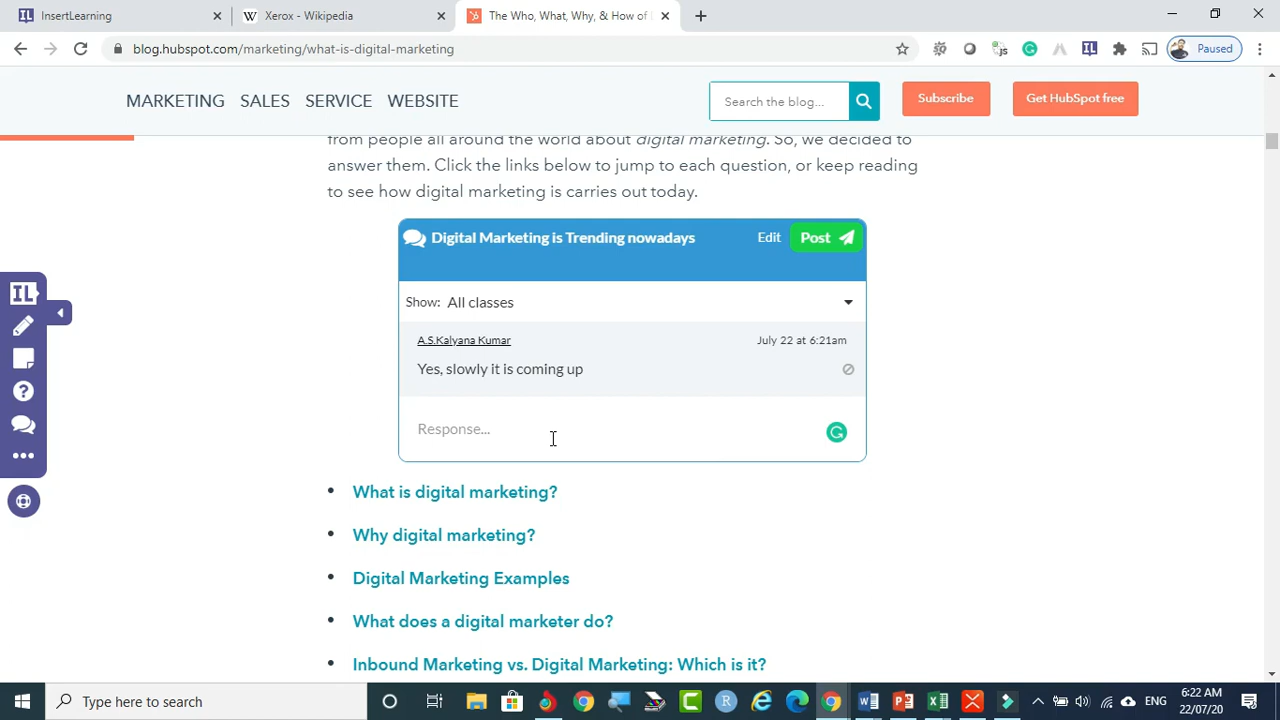 InsertLearning
Xerox - Wikipedia
The Who, What, Why, & How of
blog.hubspot.com/marketing/what-is-digital-marketing
Paused
MARKETING SALES SERVICE WEBSITE
Search the blog...
Subscribe
Get HubSpot free
from people all around the world about digital marketing. So, we decided to
answer them. Click the links below to jump to each question, or keep reading
to see how digital marketing is carries out today.
Digital Marketing is Trending nowadays
Edit
Post
Show: All classes
A.S.Kalyana Kumar
July 22 at 6:21am
Yes, slowly it is coming up
Response...
IL
• What is digital marketing?
• Why digital marketing?
• Digital Marketing Examples
• What does a digital marketer do?
• Inbound Marketing vs. Digital Marketing: Which is it?
Type here to search
ENG
6:22 AM
22/07/20